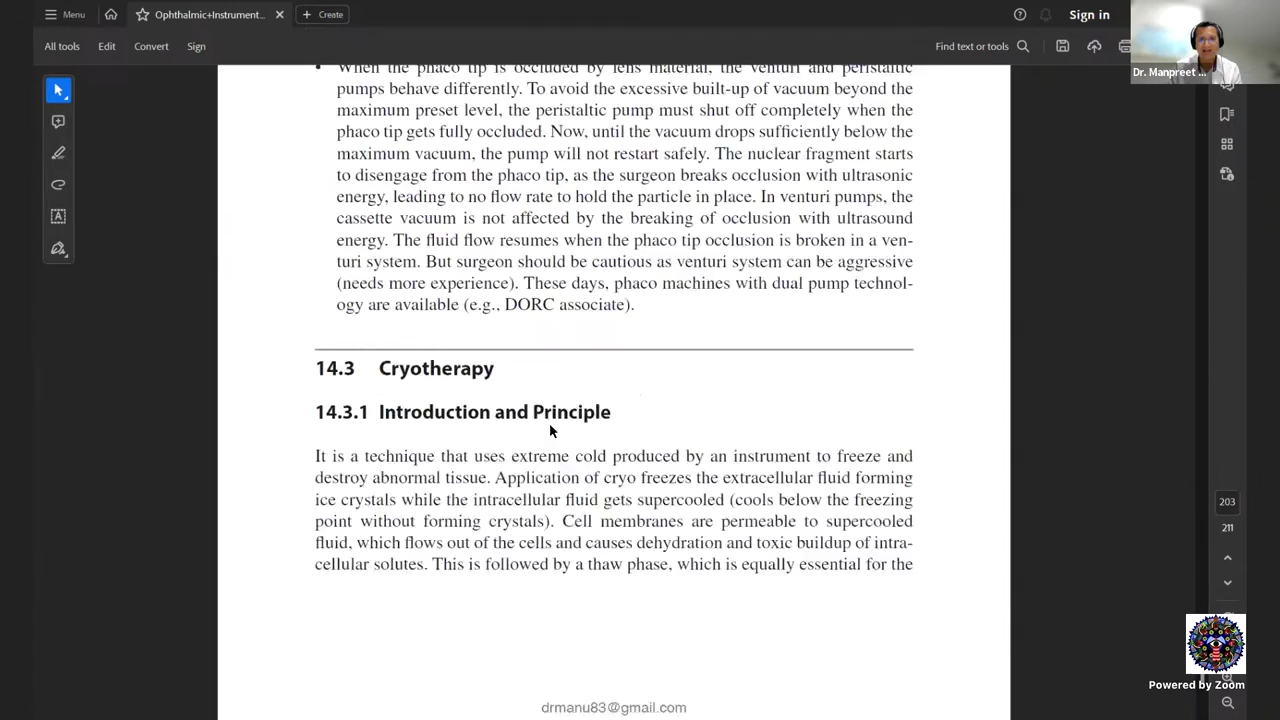 Menu
Ophthalmic+Instrument...
Create
Sign in
All tools
Edit
Convert
Sign
Find text or tools
Dr. Manpreet ...
When the phaco tip is occluded by lens material, the venturi and peristaltic
pumps behave differently. To avoid the excessive built-up of vacuum beyond the
maximum preset level, the peristaltic pump must shut off completely when the
phaco tip gets fully occluded. Now, until the vacuum drops sufficiently below the
maximum vacuum, the pump will not restart safely. The nuclear fragment starts
to disengage from the phaco tip, as the surgeon breaks occlusion with ultrasonic
energy, leading to no flow rate to hold the particle in place. In venturi pumps, the
cassette vacuum is not affected by the breaking of occlusion with ultrasound
energy. The fluid flow resumes when the phaco tip occlusion is broken in a ven-
turi system. But surgeon should be cautious as venturi system can be aggressive
(needs more experience). These days, phaco machines with dual pump technol-
ogy are available (e.g., DORC associate).
14.3 Cryotherapy
14.3.1 Introduction and Principle
It is a technique that uses extreme cold produced by an instrument to freeze and
destroy abnormal tissue. Application of cryo freezes the extracellular fluid forming
ice crystals while the intracellular fluid gets supercooled (cools below the freezing
point without forming crystals). Cell membranes are permeable to supercooled
fluid, which flows out of the cells and causes dehydration and toxic buildup of intra-
cellular solutes. This is followed by a thaw phase, which is equally essential for the
203
211
Powered by Zoom
drmanu83@gmail.com